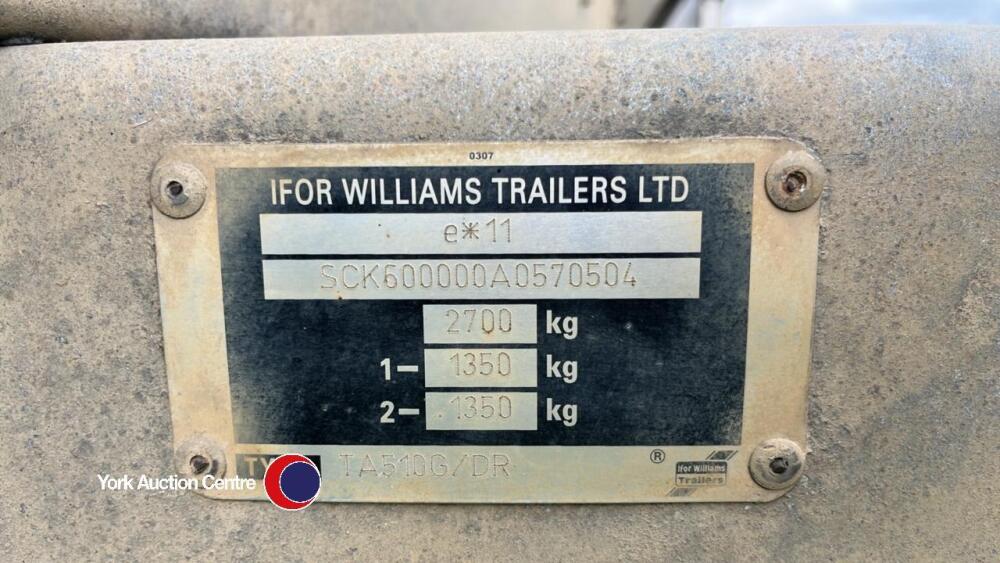 0307
IFOR WILLIAMS TRAILERS LTD
e*11
SCK600000A0570504
2700 kg
1– 1350 kg
2– 1350 kg
TA510G/DR ®
Ifor Williams
Trailers
York Auction Centre